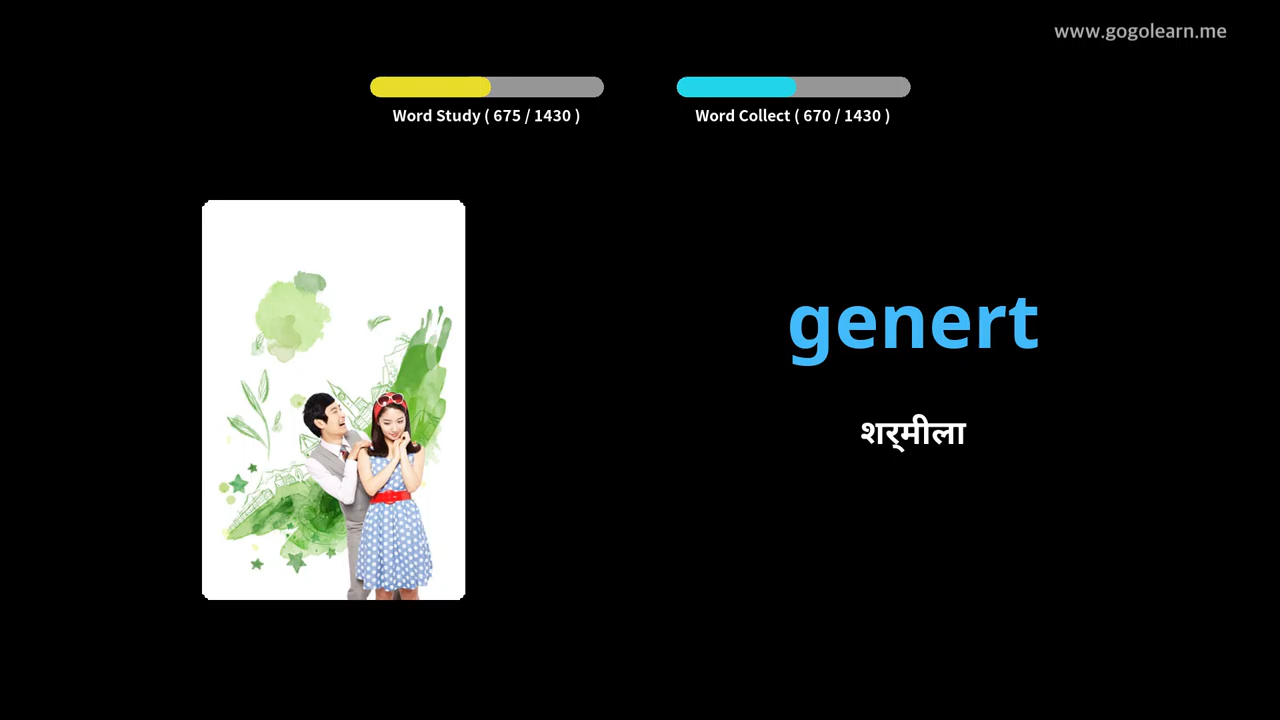 www.gogolearn.me
Word Study ( 675 / 1430 )
Word Collect ( 670 / 1430 )
genert
शर्मीला